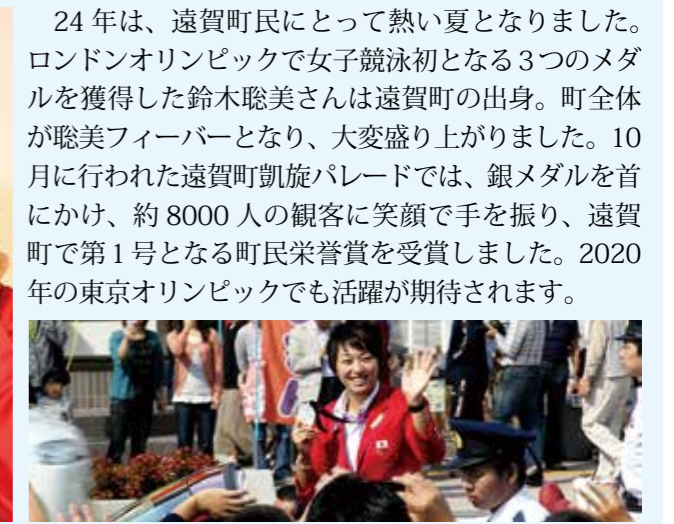 24 年は、遠賀町民にとって熱い夏となりました。
ロンドンオリンピックで女子競泳初となる３つのメダ
ルを獲得した鈴木聡美さんは遠賀町の出身。町全体
が聡美フィーバーとなり、大変盛り上がりました。10
月に行われた遠賀町凱旋パレードでは、銀メダルを首
にかけ、約 8000 人の観客に笑顔で手を振り、遠賀
町で第１号となる町民栄誉賞を受賞しました。2020
年の東京オリンピックでも活躍が期待されます。